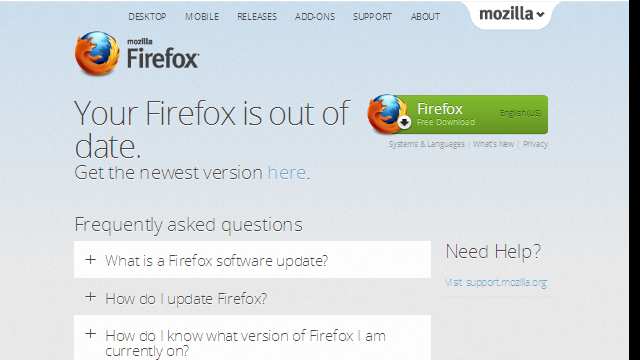 DESKTOP MOBILE RELEASES ADD-ONS SUPPORT ABOUT
mozilla
mozilla
Firefox
Your Firefox is out of
date.
Get the newest version here.
Firefox
Free Download
English (US)
Systems & Languages | What's New | Privacy
Frequently asked questions
+ What is a Firefox software update?
+ How do I update Firefox?
+ How do I know what version of Firefox I am
currently on?
Need Help?
Visit support.mozilla.org